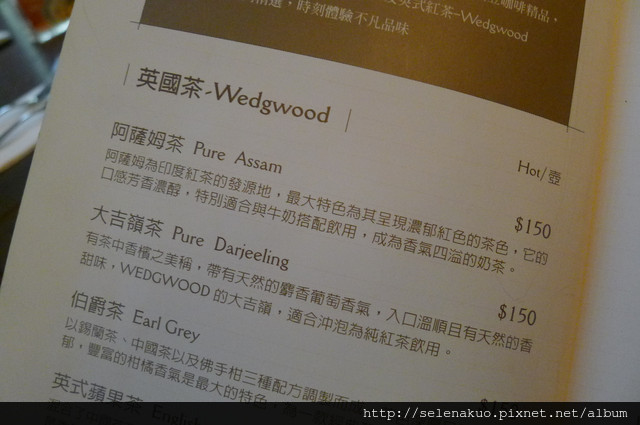 英式紅茶-Wedgwood
時刻體驗不凡品味
英國茶-Wedgwood
Hot/壺
阿薩姆茶 Pure Assam
$150
阿薩姆為印度紅茶的發源地，最大特色為其呈現濃郁紅色的茶色，它的
口感芳香濃醇，特別適合與牛奶搭配飲用，成為香氣四溢的奶茶。
大吉嶺茶 Pure Darjeeling
$150
有茶中香檳之美稱，帶有天然的麝香葡萄香氣，入口溫順且有天然的香
甜味，WEDGWOOD 的大吉嶺，適合沖泡為純紅茶飲用。
伯爵茶 Earl Grey
以錫蘭茶、中國茶以及佛手柑三種配方調製而
郁，豐富的柑橘香氣是最大的特色，為一
英式蘋果茶 English
http://selenakuo.pixnet.net/album